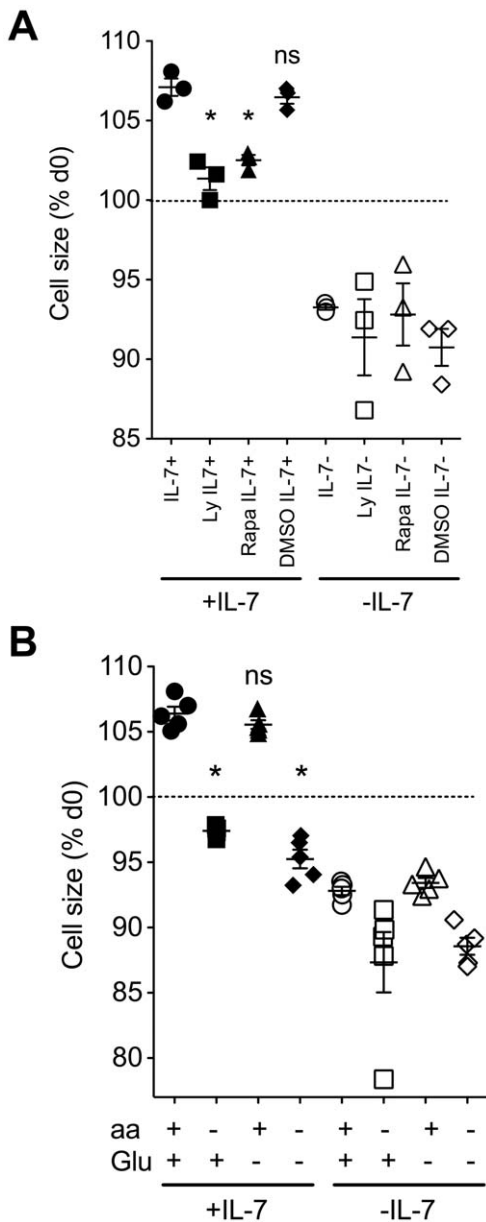 A
110
105
100
95
90
85
Cell size (% d0)
* * ns
IL-7+
Ly IL7+
Rapa IL-7+
DMSO IL-7+
IL-7-
Ly IL7-
Rapa IL-7-
DMSO IL-7-
+IL-7 -IL-7
B
110
105
100
95
90
85
80
Cell size (% d0)
* ns *
aa + - + - + - + -
Glu + + - - + + - -
+IL-7 -IL-7